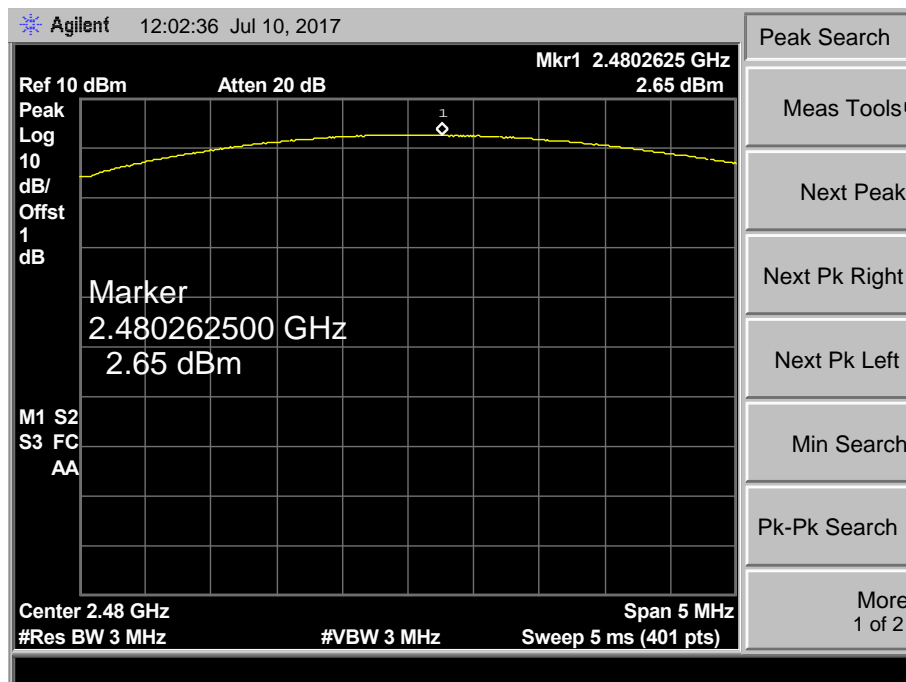 Agilent 12:02:36 Jul 10, 2017
Peak Search
Mkr1 2.4802625 GHz
Ref 10 dBm Atten 20 dB 2.65 dBm
Peak
Log
10
dB/
Offst
1
dB
1
Marker
2.480262500 GHz
2.65 dBm
M1 S2
S3 FC
AA
Center 2.48 GHz Span 5 MHz
#Res BW 3 MHz #VBW 3 MHz Sweep 5 ms (401 pts)
Meas Tools
Next Peak
Next Pk Right
Next Pk Left
Min Search
Pk-Pk Search
More
1 of 2